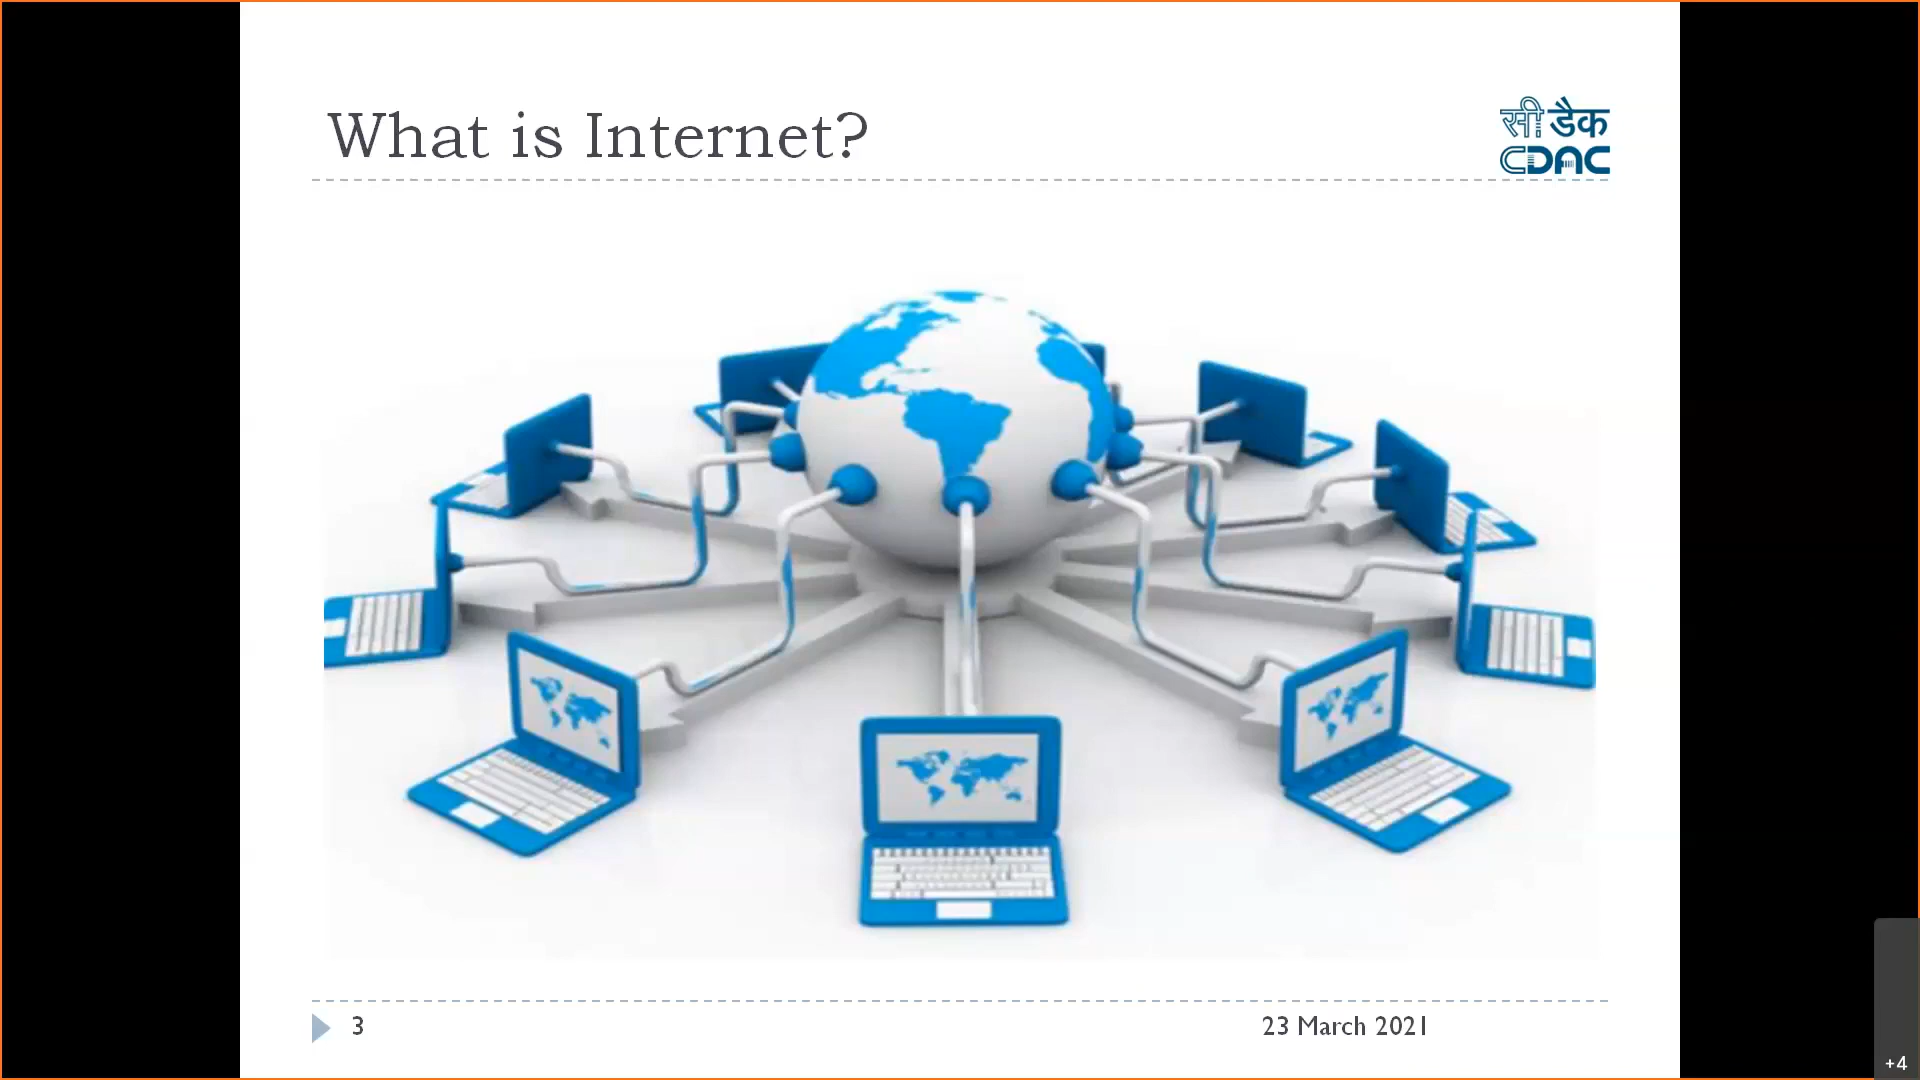 What is Internet?
सी डैक
CDAC
3
23 March 2021
+4